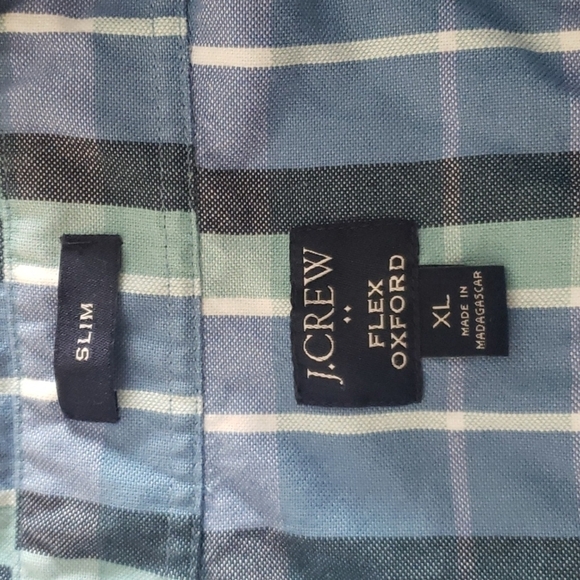 SLIM
J.CREW
FLEX
OXFORD
XL
MADE IN
MADAGASCAR